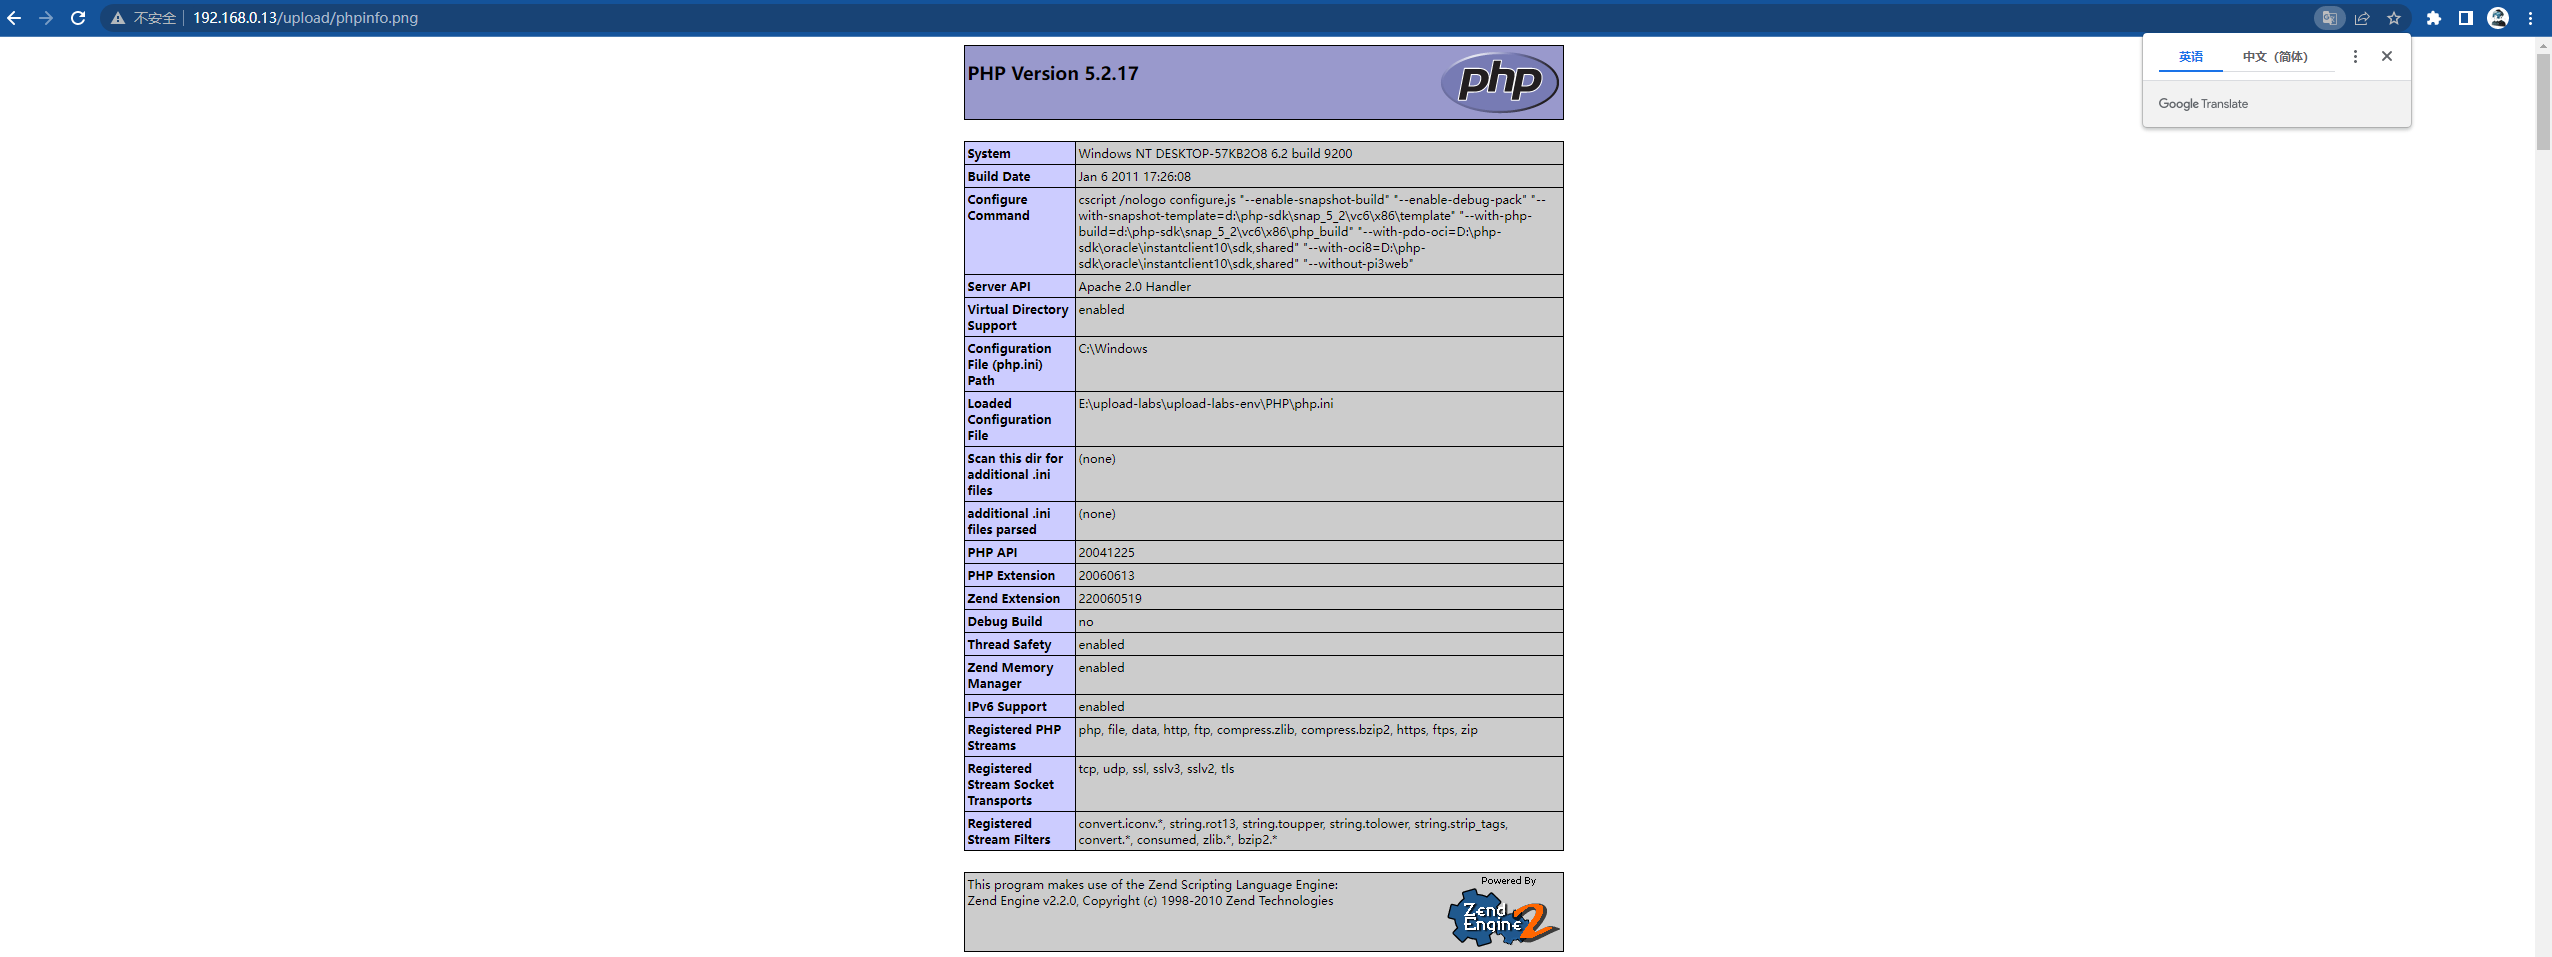 不安全 192.168.0.13/upload/phpinfo.png
英语 中文（简体）
Google Translate
PHP Version 5.2.17
php
System Windows NT DESKTOP-57KB2O8 6.2 build 9200
Build Date Jan 6 2011 17:26:08
Configure Command cscript /nologo configure.js "--enable-snapshot-build" "--enable-debug-pack" "--
with-snapshot-template=d:\php-sdk\snap_5_2\vc6\x86\template" "--with-php-
build=d:\php-sdk\snap_5_2\vc6\x86\php_build" "--with-pdo-oci=D:\php-
sdk\oracle\instantclient10\sdk,shared" "--with-oci8=D:\php-
sdk\oracle\instantclient10\sdk,shared" "--without-pi3web"
Server API Apache 2.0 Handler
Virtual Directory
Support enabled
Configuration
File (php.ini)
Path C:\Windows
Loaded
Configuration
File E:\upload-labs\upload-labs-env\PHP\php.ini
Scan this dir for
additional .ini
files (none)
additional .ini
files parsed (none)
PHP API 20041225
PHP Extension 20060613
Zend Extension 220060519
Debug Build no
Thread Safety enabled
Zend Memory
Manager enabled
IPv6 Support enabled
Registered PHP
Streams php, file, data, http, ftp, compress.zlib, compress.bzip2, https, ftps, zip
Registered
Stream Socket
Transports tcp, udp, ssl, sslv3, sslv2, tls
Registered
Stream Filters convert.iconv.*, string.rot13, string.toupper, string.tolower, string.strip_tags,
convert.*, consumed, zlib.*, bzip2.*
This program makes use of the Zend Scripting Language Engine:
Zend Engine v2.2.0, Copyright (c) 1998-2010 Zend Technologies
Powered By
Zend
Engine 2